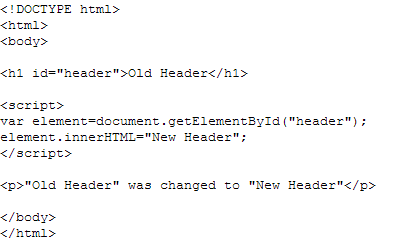 <!DOCTYPE html>
<html>
<body>
<h1 id="header">Old Header</h1>
<script>
var element=document.getElementById("header");
element.innerHTML="New Header";
</script>
<p>"Old Header" was changed to "New Header"</p>
</body>
</html>